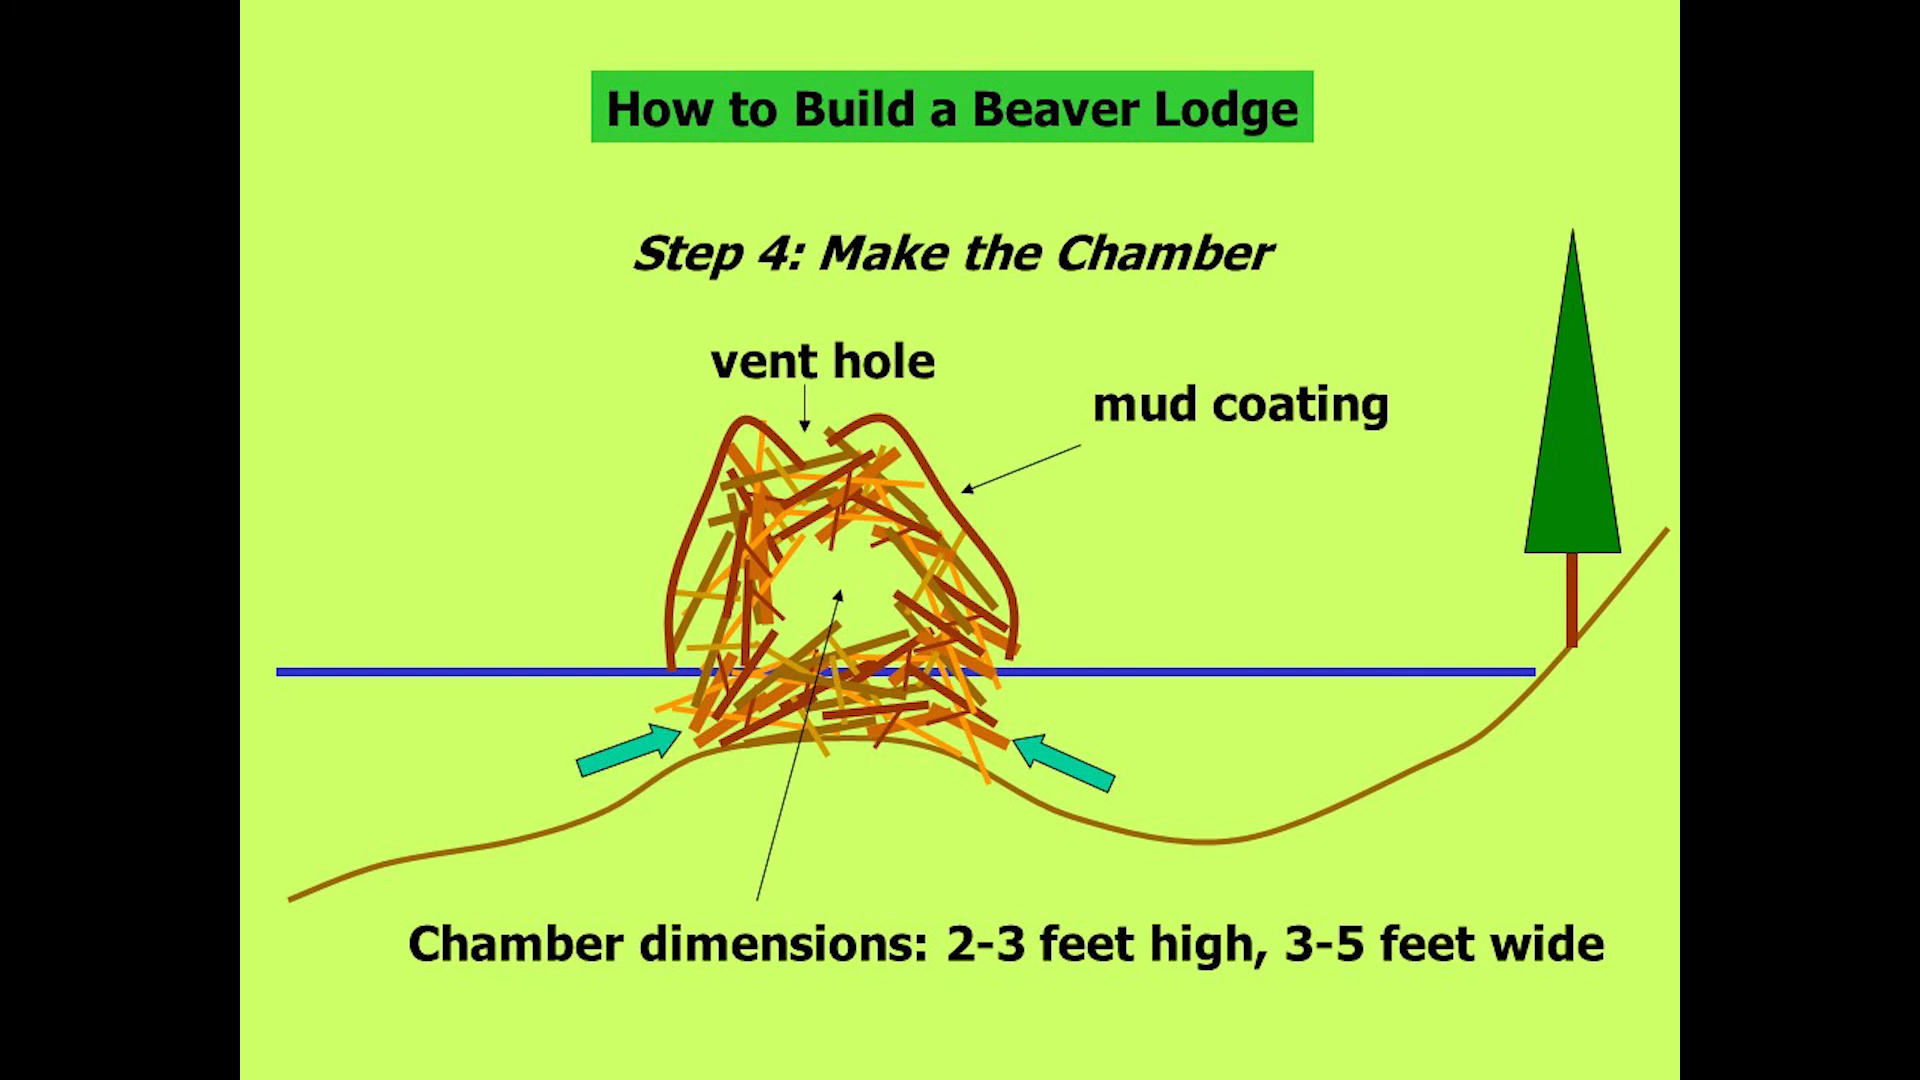 How to Build a Beaver Lodge
Step 4: Make the Chamber
vent hole
mud coating
Chamber dimensions: 2-3 feet high, 3-5 feet wide